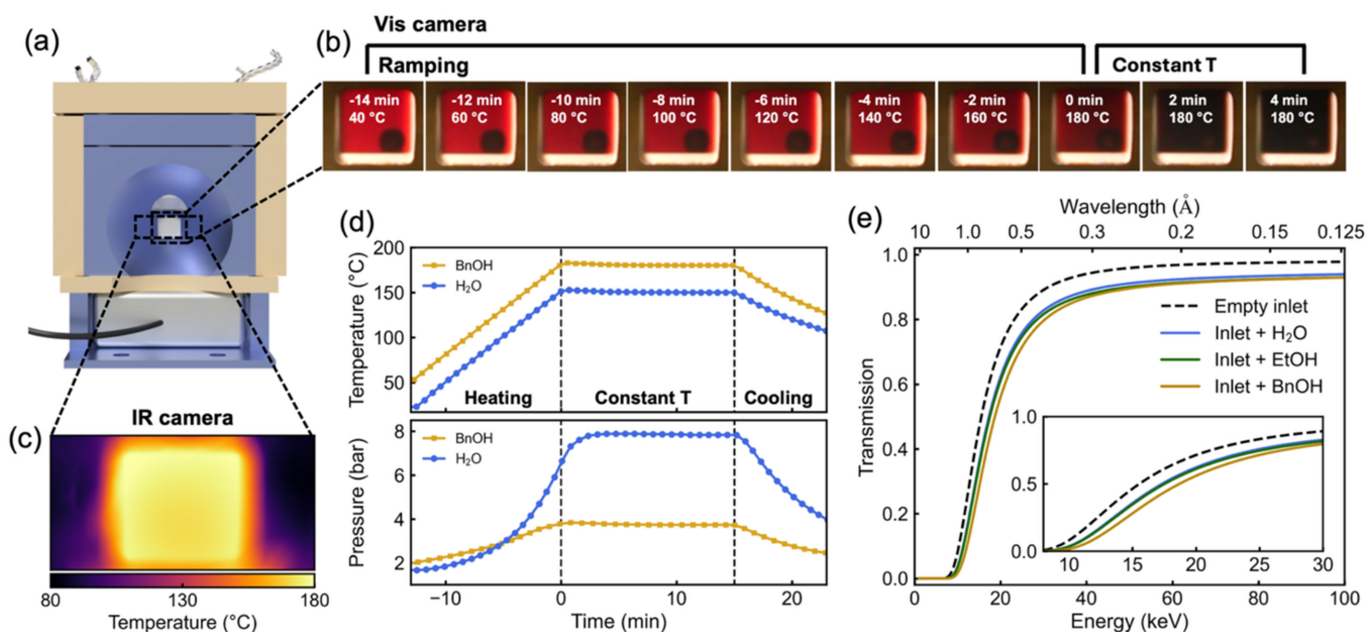 (a)
(b)
Vis camera
Ramping
Constant T
-14 min
40 °C
-12 min
60 °C
-10 min
80 °C
-8 min
100 °C
-6 min
120 °C
-4 min
140 °C
-2 min
160 °C
0 min
180 °C
2 min
180 °C
4 min
180 °C
(c)
IR camera
80 130 180
Temperature (°C)
(d)
Temperature (°C)
200
150
100
50
BnOH
H₂O
Heating Constant T Cooling
Pressure (bar)
8
6
4
2
BnOH
H₂O
−10 0 10 20
Time (min)
(e)
Wavelength (Å)
10 1.0 0.5 0.3 0.2 0.15 0.125
Transmission
1.0
0.8
0.6
0.4
0.2
0.0
Empty inlet
Inlet + H₂O
Inlet + EtOH
Inlet + BnOH
1.0
0.5
0.0
10 15 20 25 30
0 20 40 60 80 100
Energy (keV)